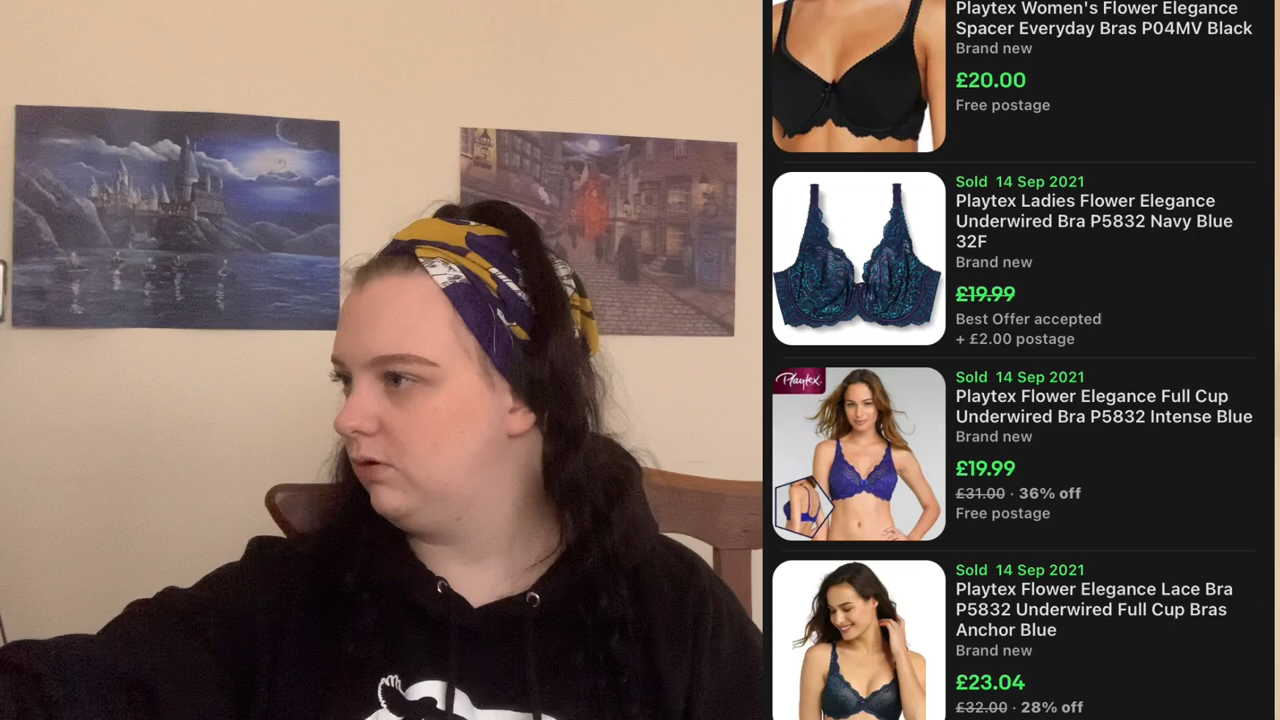 Playtex Women's Flower Elegance
Spacer Everyday Bras P04MV Black
Brand new
£20.00
Free postage
Sold 14 Sep 2021
Playtex Ladies Flower Elegance
Underwired Bra P5832 Navy Blue
32F
Brand new
£19.99
Best Offer accepted
+ £2.00 postage
Playtex
Sold 14 Sep 2021
Playtex Flower Elegance Full Cup
Underwired Bra P5832 Intense Blue
Brand new
£19.99
£31.00 · 36% off
Free postage
Sold 14 Sep 2021
Playtex Flower Elegance Lace Bra
P5832 Underwired Full Cup Bras
Anchor Blue
Brand new
£23.04
£32.00 · 28% off